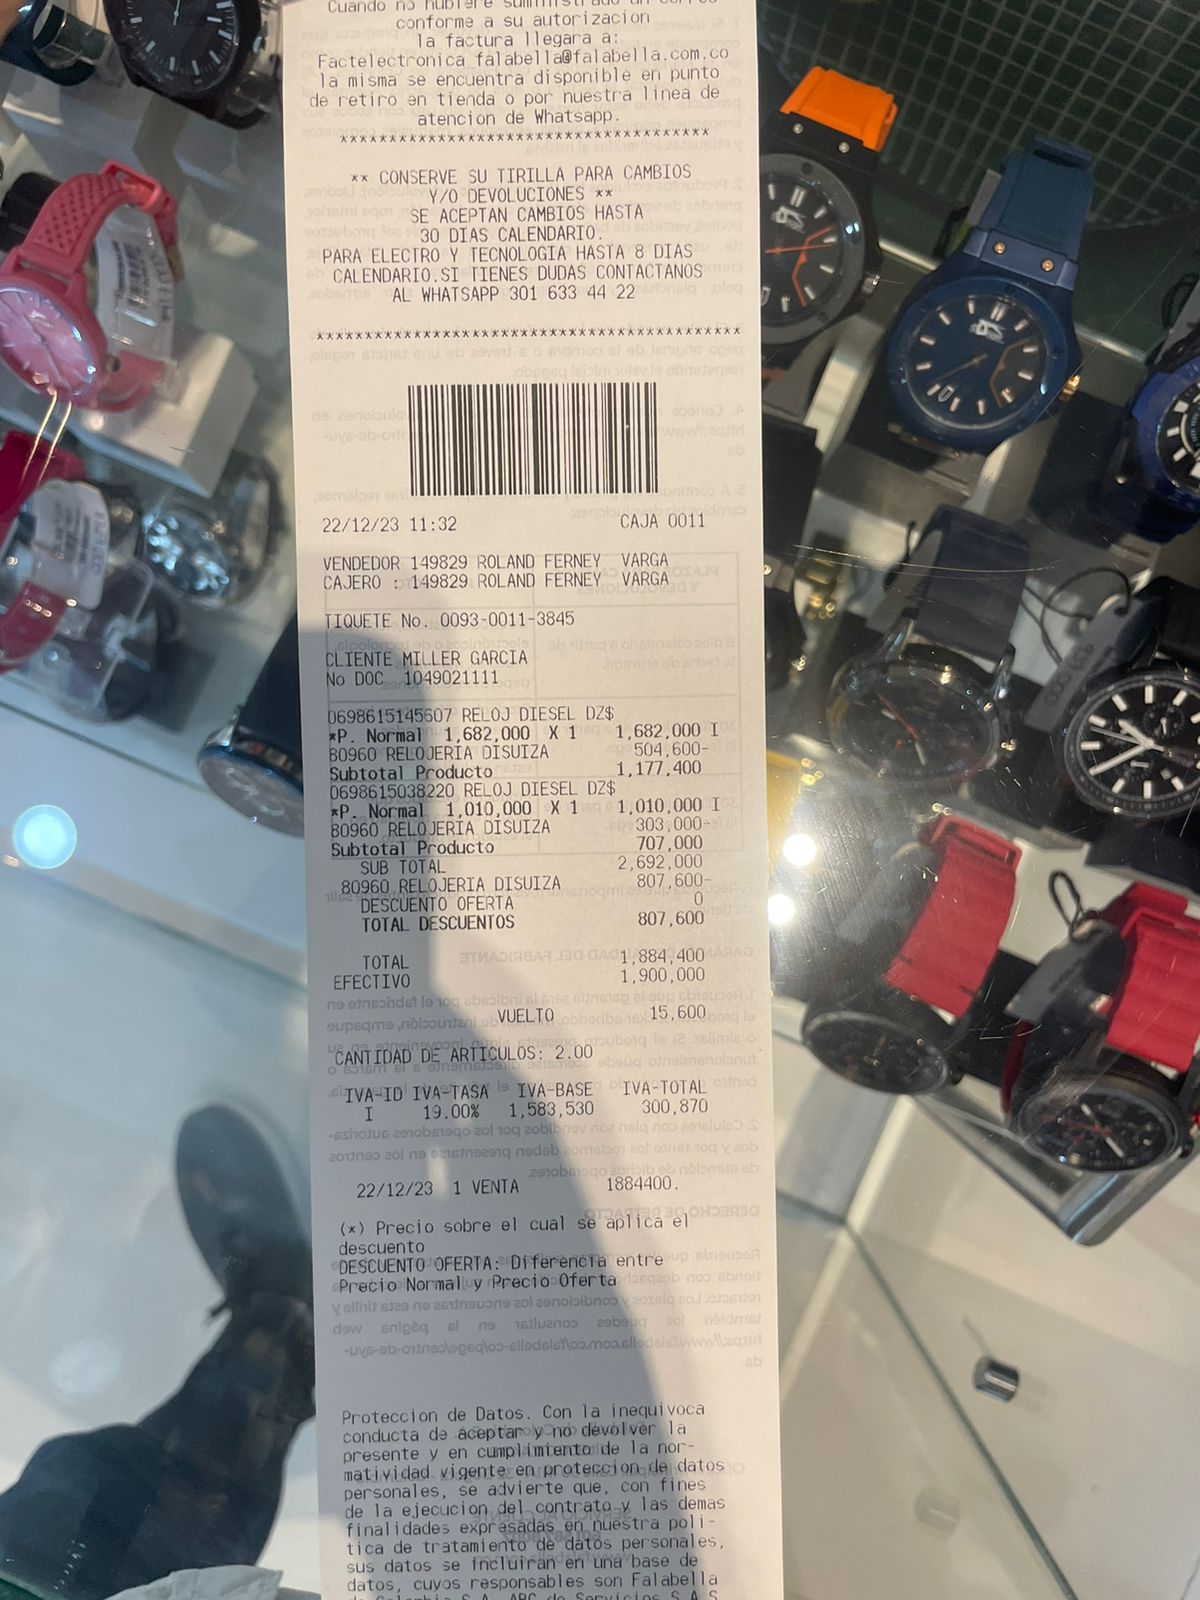 Cuando no hubiere suministrado un correo
conforme a su autorizacion
la factura llegara a:
Factelectronica_falabella@falabella.com.co
la misma se encuentra disponible en punto
de retiro en tienda o por nuestra linea de
atencion de Whatsapp.
****************************************
** CONSERVE SU TIRILLA PARA CAMBIOS
Y/O DEVOLUCIONES **
SE ACEPTAN CAMBIOS HASTA
30 DIAS CALENDARIO.
PARA ELECTRO Y TECNOLOGIA HASTA 8 DIAS
CALENDARIO.SI TIENES DUDAS CONTACTANOS
AL WHATSAPP 301 633 44 22
********************************************
22/12/23 11:32 CAJA 0011
VENDEDOR 149829 ROLAND FERNEY VARGA
CAJERO : 149829 ROLAND FERNEY VARGA
TIQUETE No. 0093-0011-3845
CLIENTE MILLER GARCIA
No DOC 1049021111
0698615145607 RELOJ DIESEL DZ$
*P. Normal 1,682,000 X 1 1,682,000 I
80960 RELOJERIA DISUIZA 504,600-
Subtotal Producto 1,177,400
0698615038220 RELOJ DIESEL DZ$
*P. Normal 1,010,000 X 1 1,010,000 I
80960 RELOJERIA DISUIZA 303,000-
Subtotal Producto 707,000
SUB TOTAL 2,692,000
80960 RELOJERIA DISUIZA 807,600-
DESCUENTO OFERTA 0
TOTAL DESCUENTOS 807,600
TOTAL 1,884,400
EFECTIVO 1,900,000
VUELTO 15,600
CANTIDAD DE ARTICULOS: 2.00
IVA-ID IVA-TASA IVA-BASE IVA-TOTAL
I 19.00% 1,583,530 300,870
22/12/23 1 VENTA 1884400.
(*) Precio sobre el cual se aplica el
descuento
DESCUENTO OFERTA: Diferencia entre
Precio Normal y Precio Oferta
Proteccion de Datos. Con la inequivoca
conducta de aceptar y no devolver la
presente y en cumplimiento de la nor-
matividad vigente en proteccion de datos
personales, se advierte que, con fines
de la ejecucion del contrato y las demas
finalidades expresadas en nuestra poli-
tica de tratamiento de datos personales,
sus datos se incluiran en una base de
datos, cuyos responsables son Falabella
de Colombia S.A, ABC de Servicios S.A.S